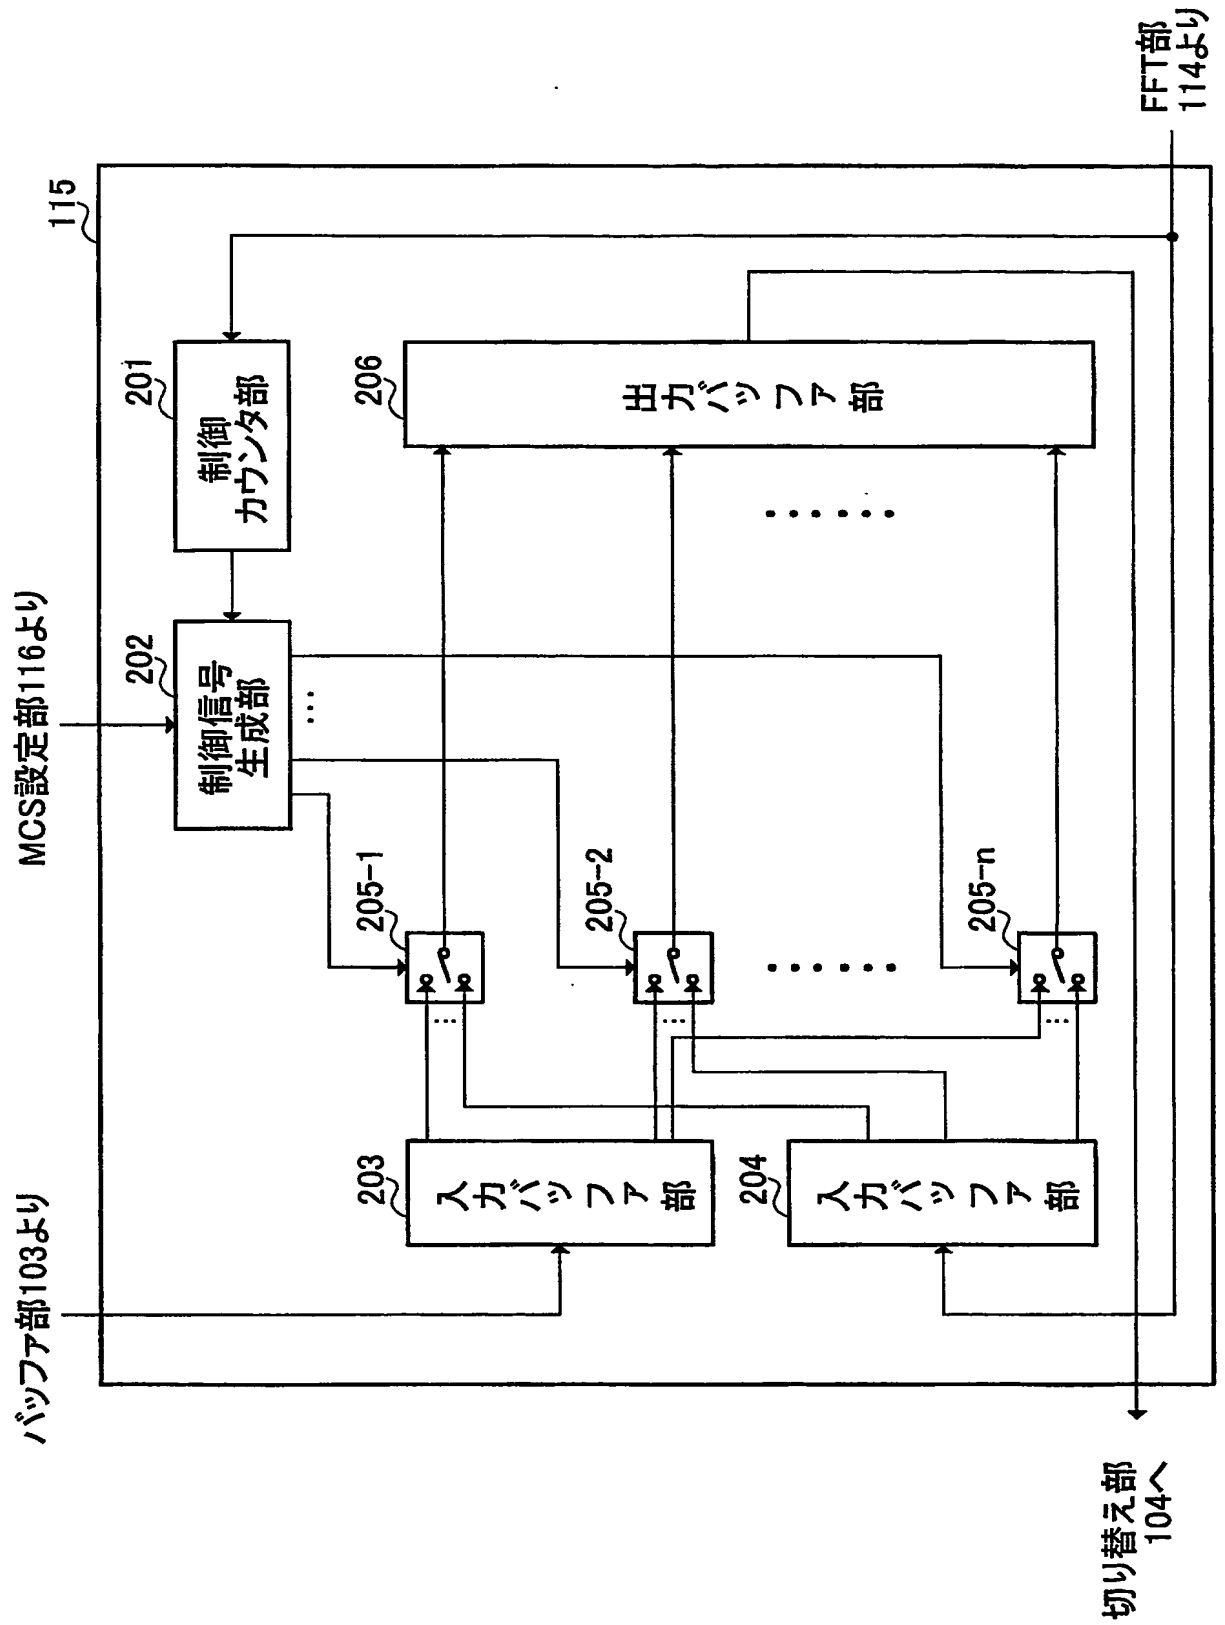 バッファ部103より
MCS設定部116より
115
203
入力バッファ部
204
入力バッファ部
205-1
205-2
205-n
202
制御信号
生成部
201
制御
カウンタ部
206
出力バッファ部
切り替え部
104へ
FFT部
114より